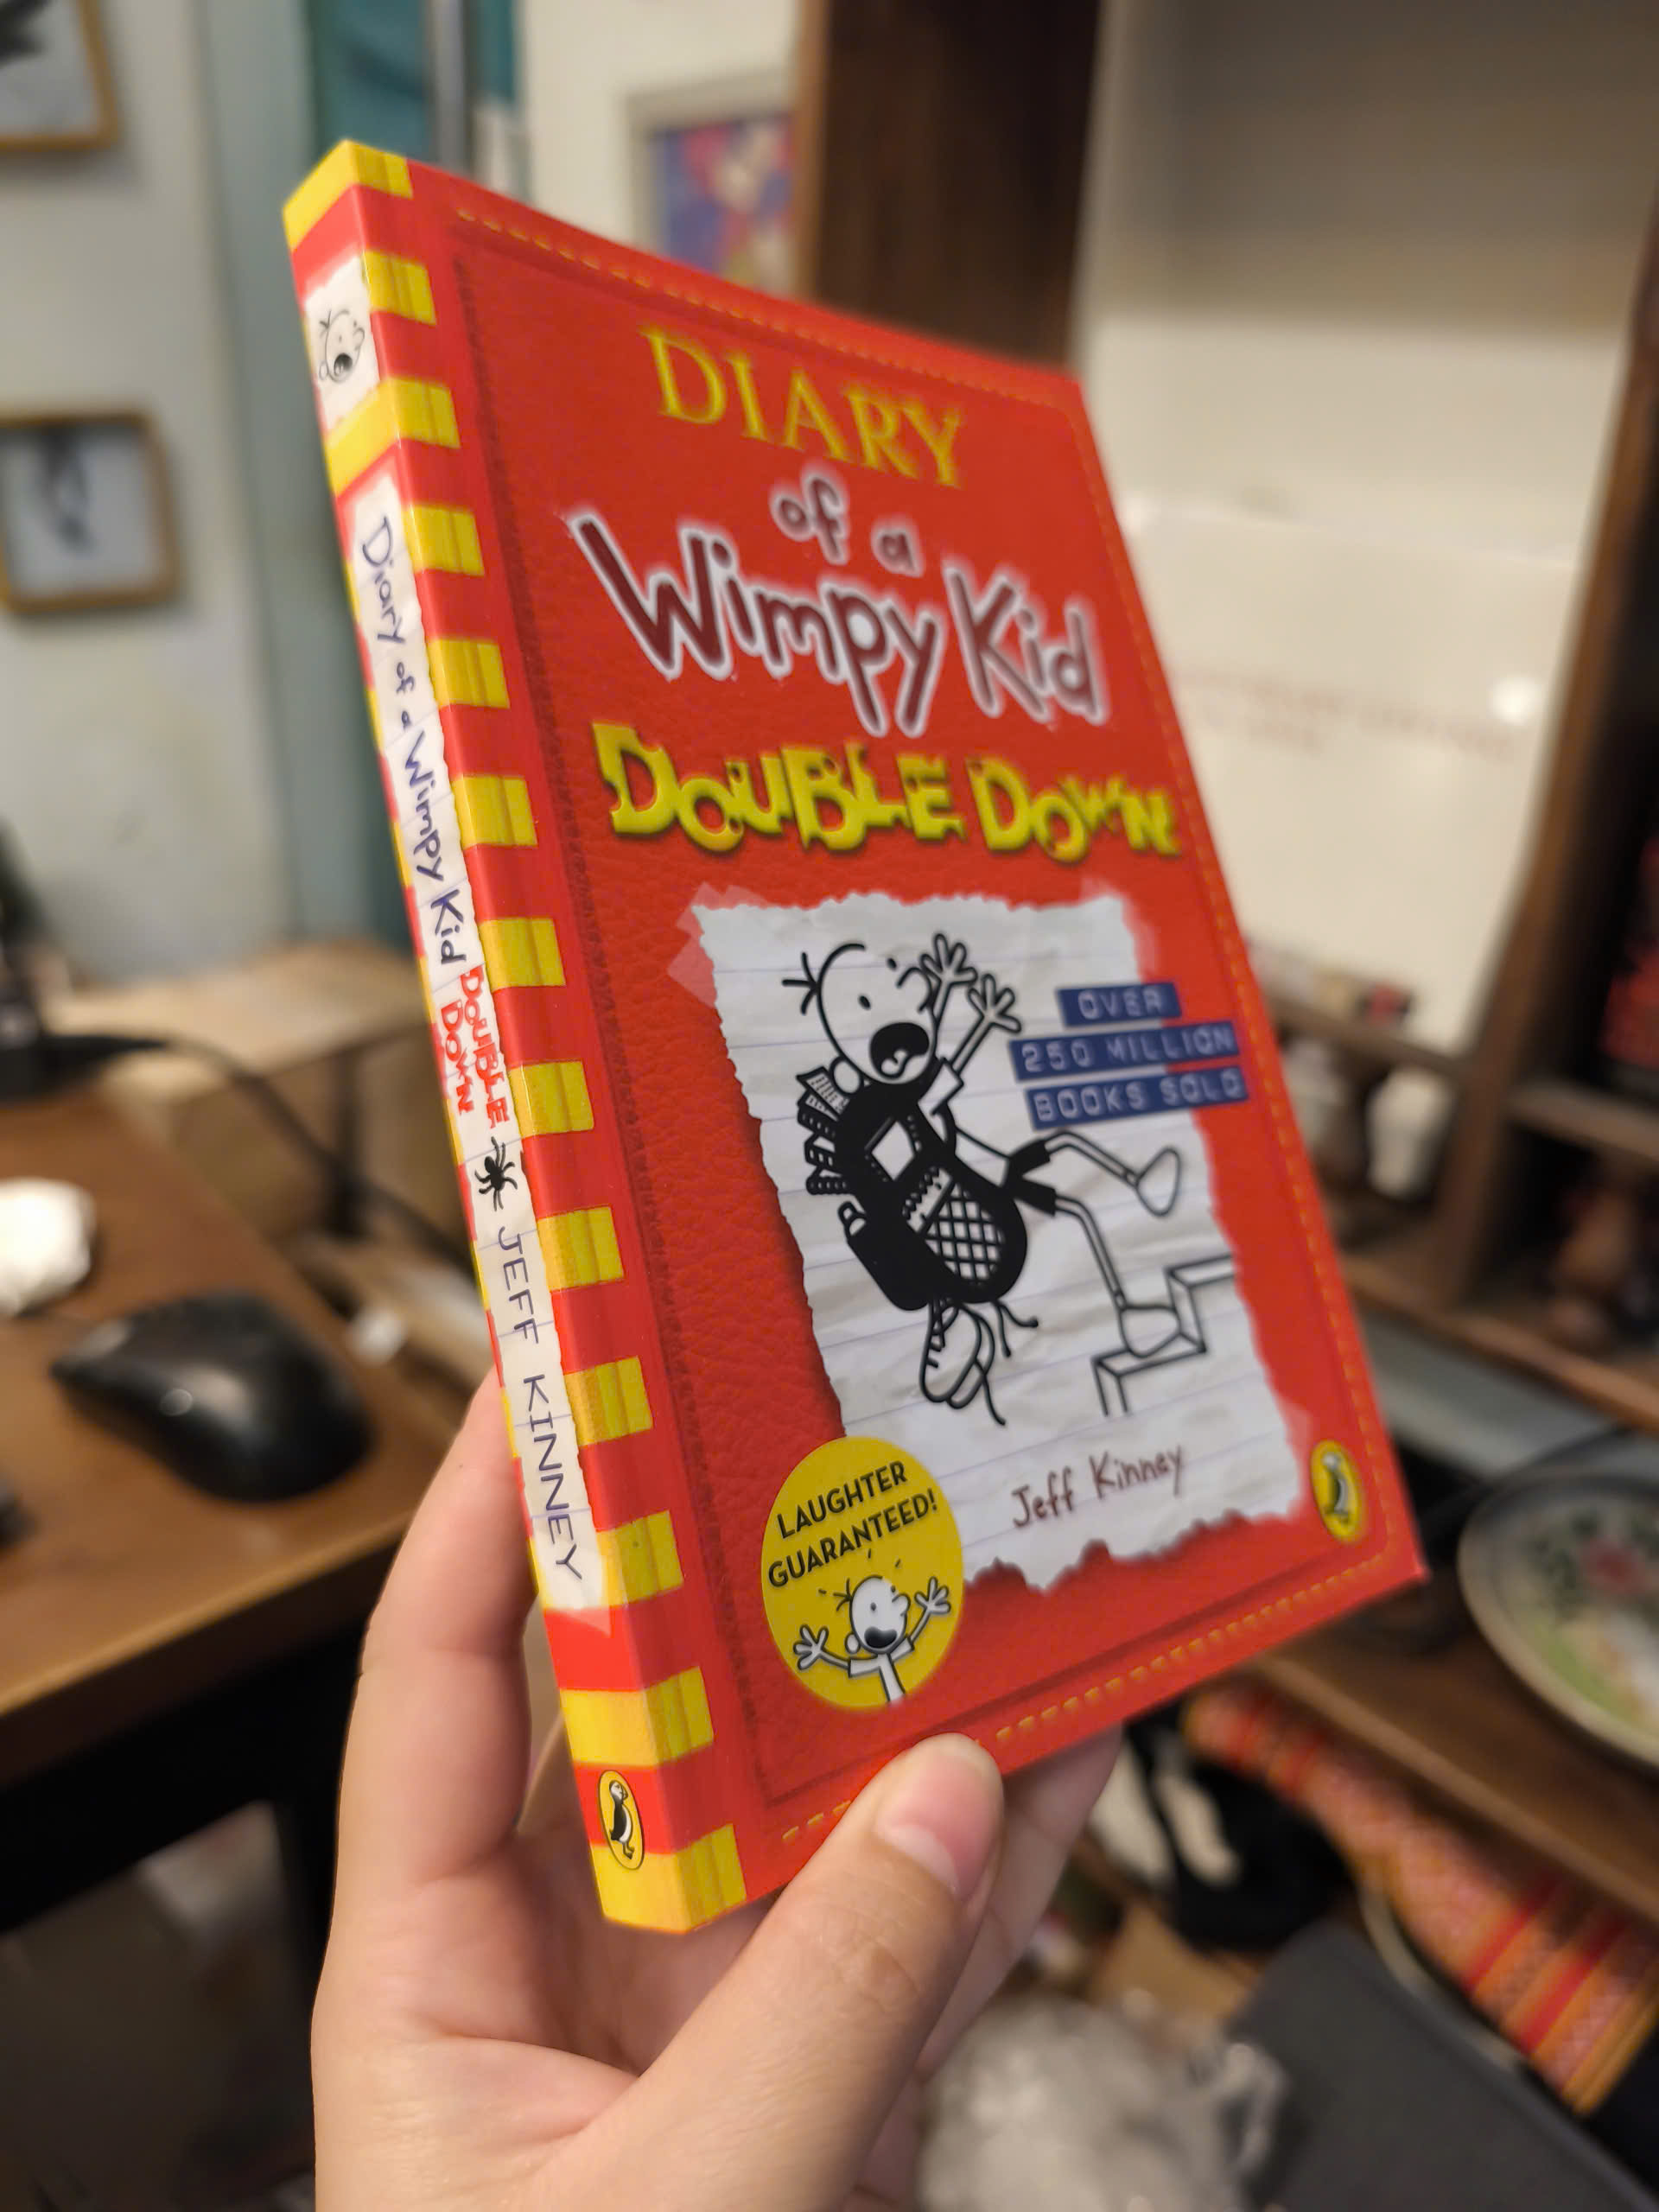 DIARY
of a
Wimpy Kid
DOUBLE DOWN
OVER
250 MILLION
BOOKS SOLD
Jeff Kinney
LAUGHTER
GUARANTEED!
Diary of a Wimpy Kid DOUBLE DOWN JEFF KINNEY